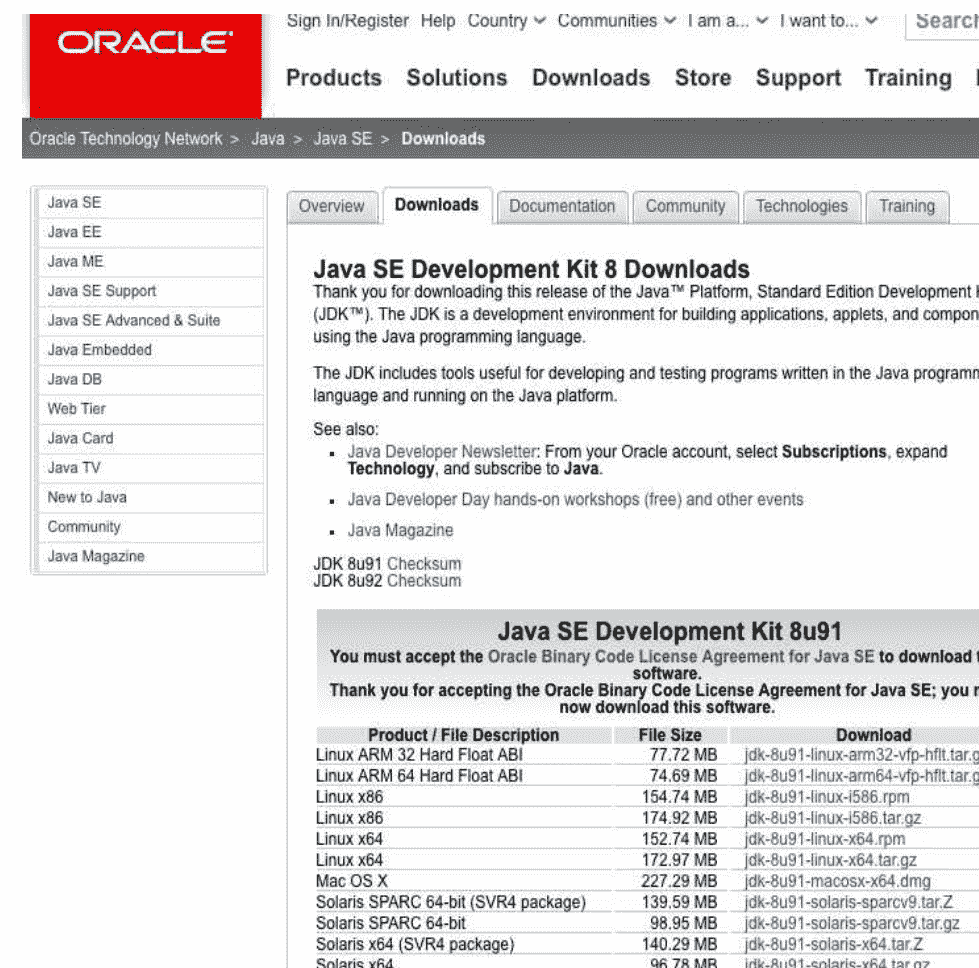 Sign In/Register Help Country Communities I am a... I want to... Search
ORACLE
Products Solutions Downloads Store Support Training
Oracle Technology Network > Java > Java SE > Downloads
Java SE
Java EE
Java ME
Java SE Support
Java SE Advanced & Suite
Java Embedded
Java DB
Web Tier
Java Card
Java TV
New to Java
Community
Java Magazine
Overview Downloads Documentation Community Technologies Training
Java SE Development Kit 8 Downloads
Thank you for downloading this release of the Java™ Platform, Standard Edition Development
(JDK™). The JDK is a development environment for building applications, applets, and compon
using the Java programming language.
The JDK includes tools useful for developing and testing programs written in the Java programm
language and running on the Java platform.
See also:
Java Developer Newsletter: From your Oracle account, select Subscriptions, expand
Technology, and subscribe to Java.
Java Developer Day hands-on workshops (free) and other events
Java Magazine
JDK 8u91 Checksum
JDK 8u92 Checksum
Java SE Development Kit 8u91
You must accept the Oracle Binary Code License Agreement for Java SE to download
software.
Thank you for accepting the Oracle Binary Code License Agreement for Java SE; you
now download this software.
Product / File Description File Size Download
Linux ARM 32 Hard Float ABI 77.72 MB jdk-8u91-linux-arm32-vfp-hflt.tar.g
Linux ARM 64 Hard Float ABI 74.69 MB jdk-8u91-linux-arm64-vfp-hflt.tar.g
Linux x86 154.74 MB jdk-8u91-linux-i586.rpm
Linux x86 174.92 MB jdk-8u91-linux-i586.tar.gz
Linux x64 152.74 MB jdk-8u91-linux-x64.rpm
Linux x64 172.97 MB jdk-8u91-linux-x64.tar.gz
Mac OS X 227.29 MB jdk-8u91-macosx-x64.dmg
Solaris SPARC 64-bit (SVR4 package) 139.59 MB jdk-8u91-solaris-sparcv9.tar.Z
Solaris SPARC 64-bit 98.95 MB jdk-8u91-solaris-sparcv9.tar.gz
Solaris x64 (SVR4 package) 140.29 MB jdk-8u91-solaris-x64.tar.Z
Solaris x64 96.78 MB jdk-8u91-solaris-x64.tar.gz